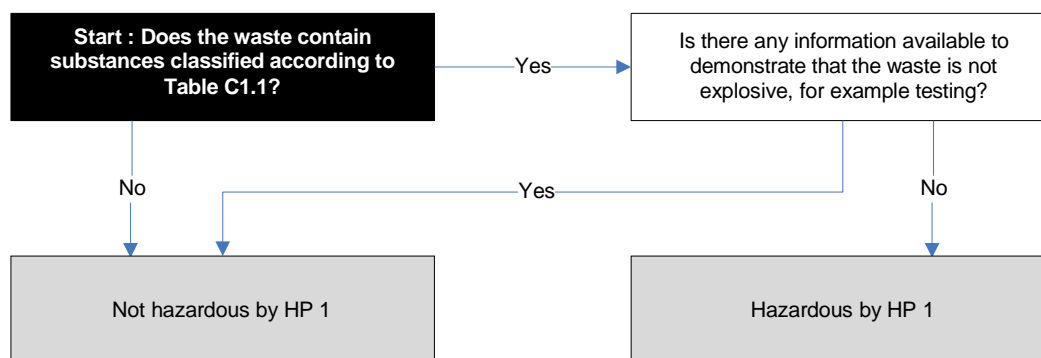 Start : Does the waste contain
substances classified according to
Table C1.1?
Yes
Is there any information available to
demonstrate that the waste is not
explosive, for example testing?
No
Yes
No
Not hazardous by HP 1
Hazardous by HP 1